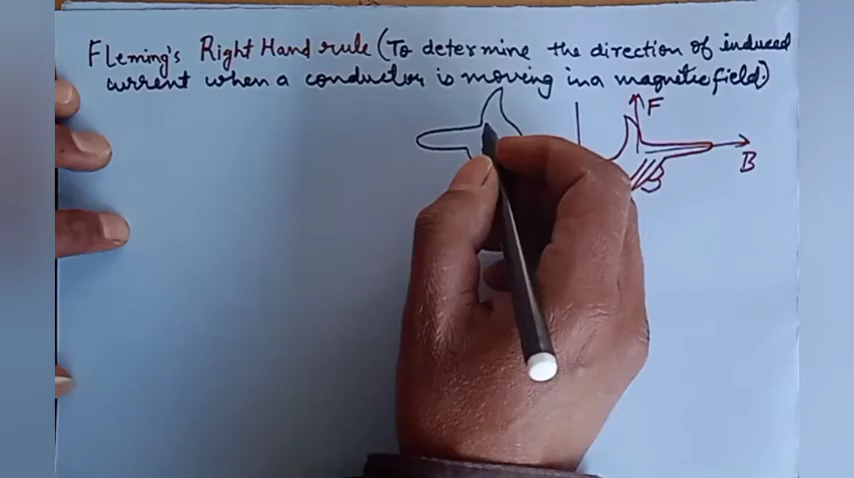 Fleming's Right Hand rule (To determine the direction of induced
current when a conductor is moving in a magnetic field.)
F
B